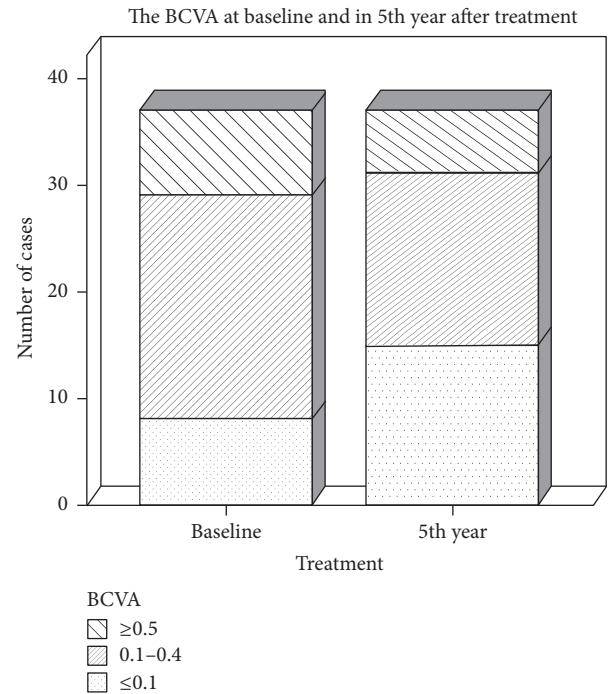 The BCVA at baseline and in 5th year after treatment
40
30
20
10
0
Number of cases
Baseline
5th year
Treatment
BCVA
≥0.5
0.1–0.4
≤0.1